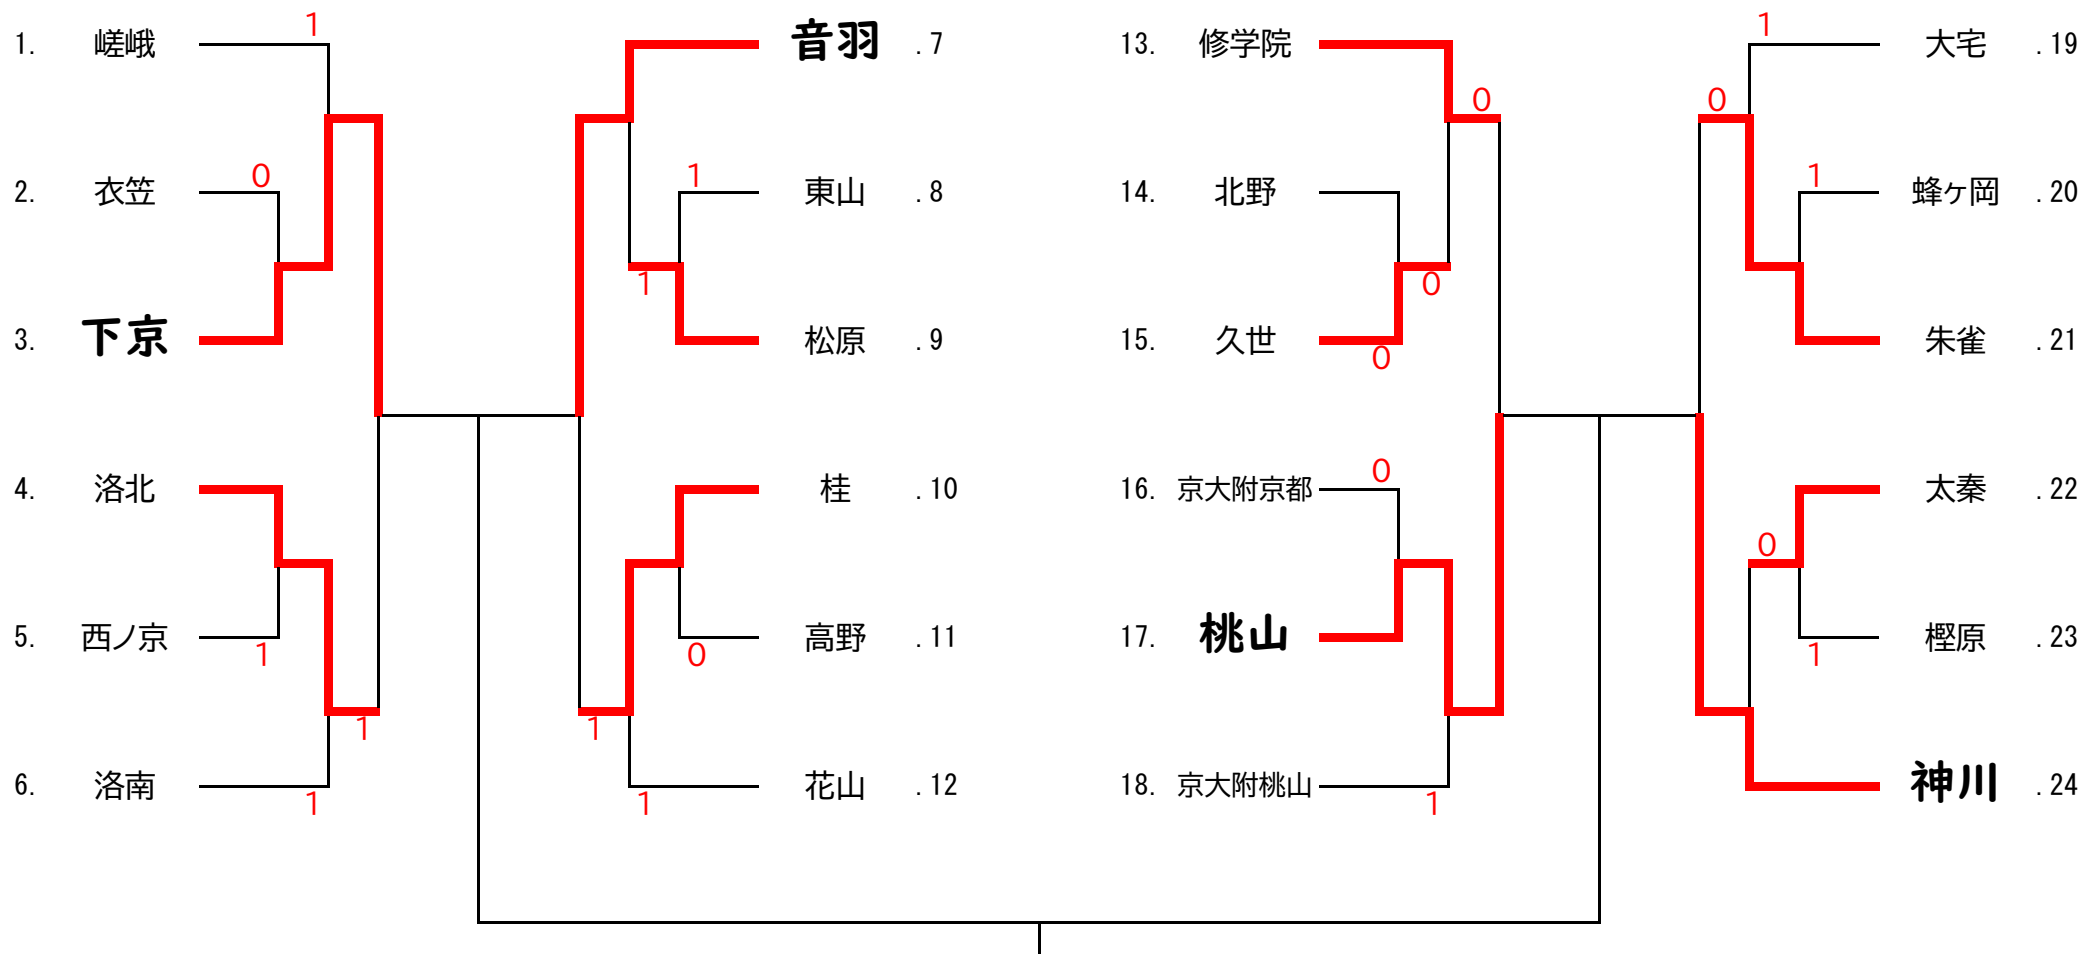 1. 嵯峨 1
2. 衣笠 0
3. 下京
4. 洛北
5. 西ノ京 1
1
6. 洛南 1
音羽 .7
1 東山 .8
1
松原 .9
桂 .10
高野 .11
0
1
花山 .12
1
13. 修学院 0
14. 北野
0
15. 久世 0
16. 京大附京都 0
17. 桃山
18. 京大附桃山 1
1 大宅 .19
0
1 蜂ヶ岡 .20
朱雀 .21
太秦 .22
0
樫原 .23
1
神川 .24